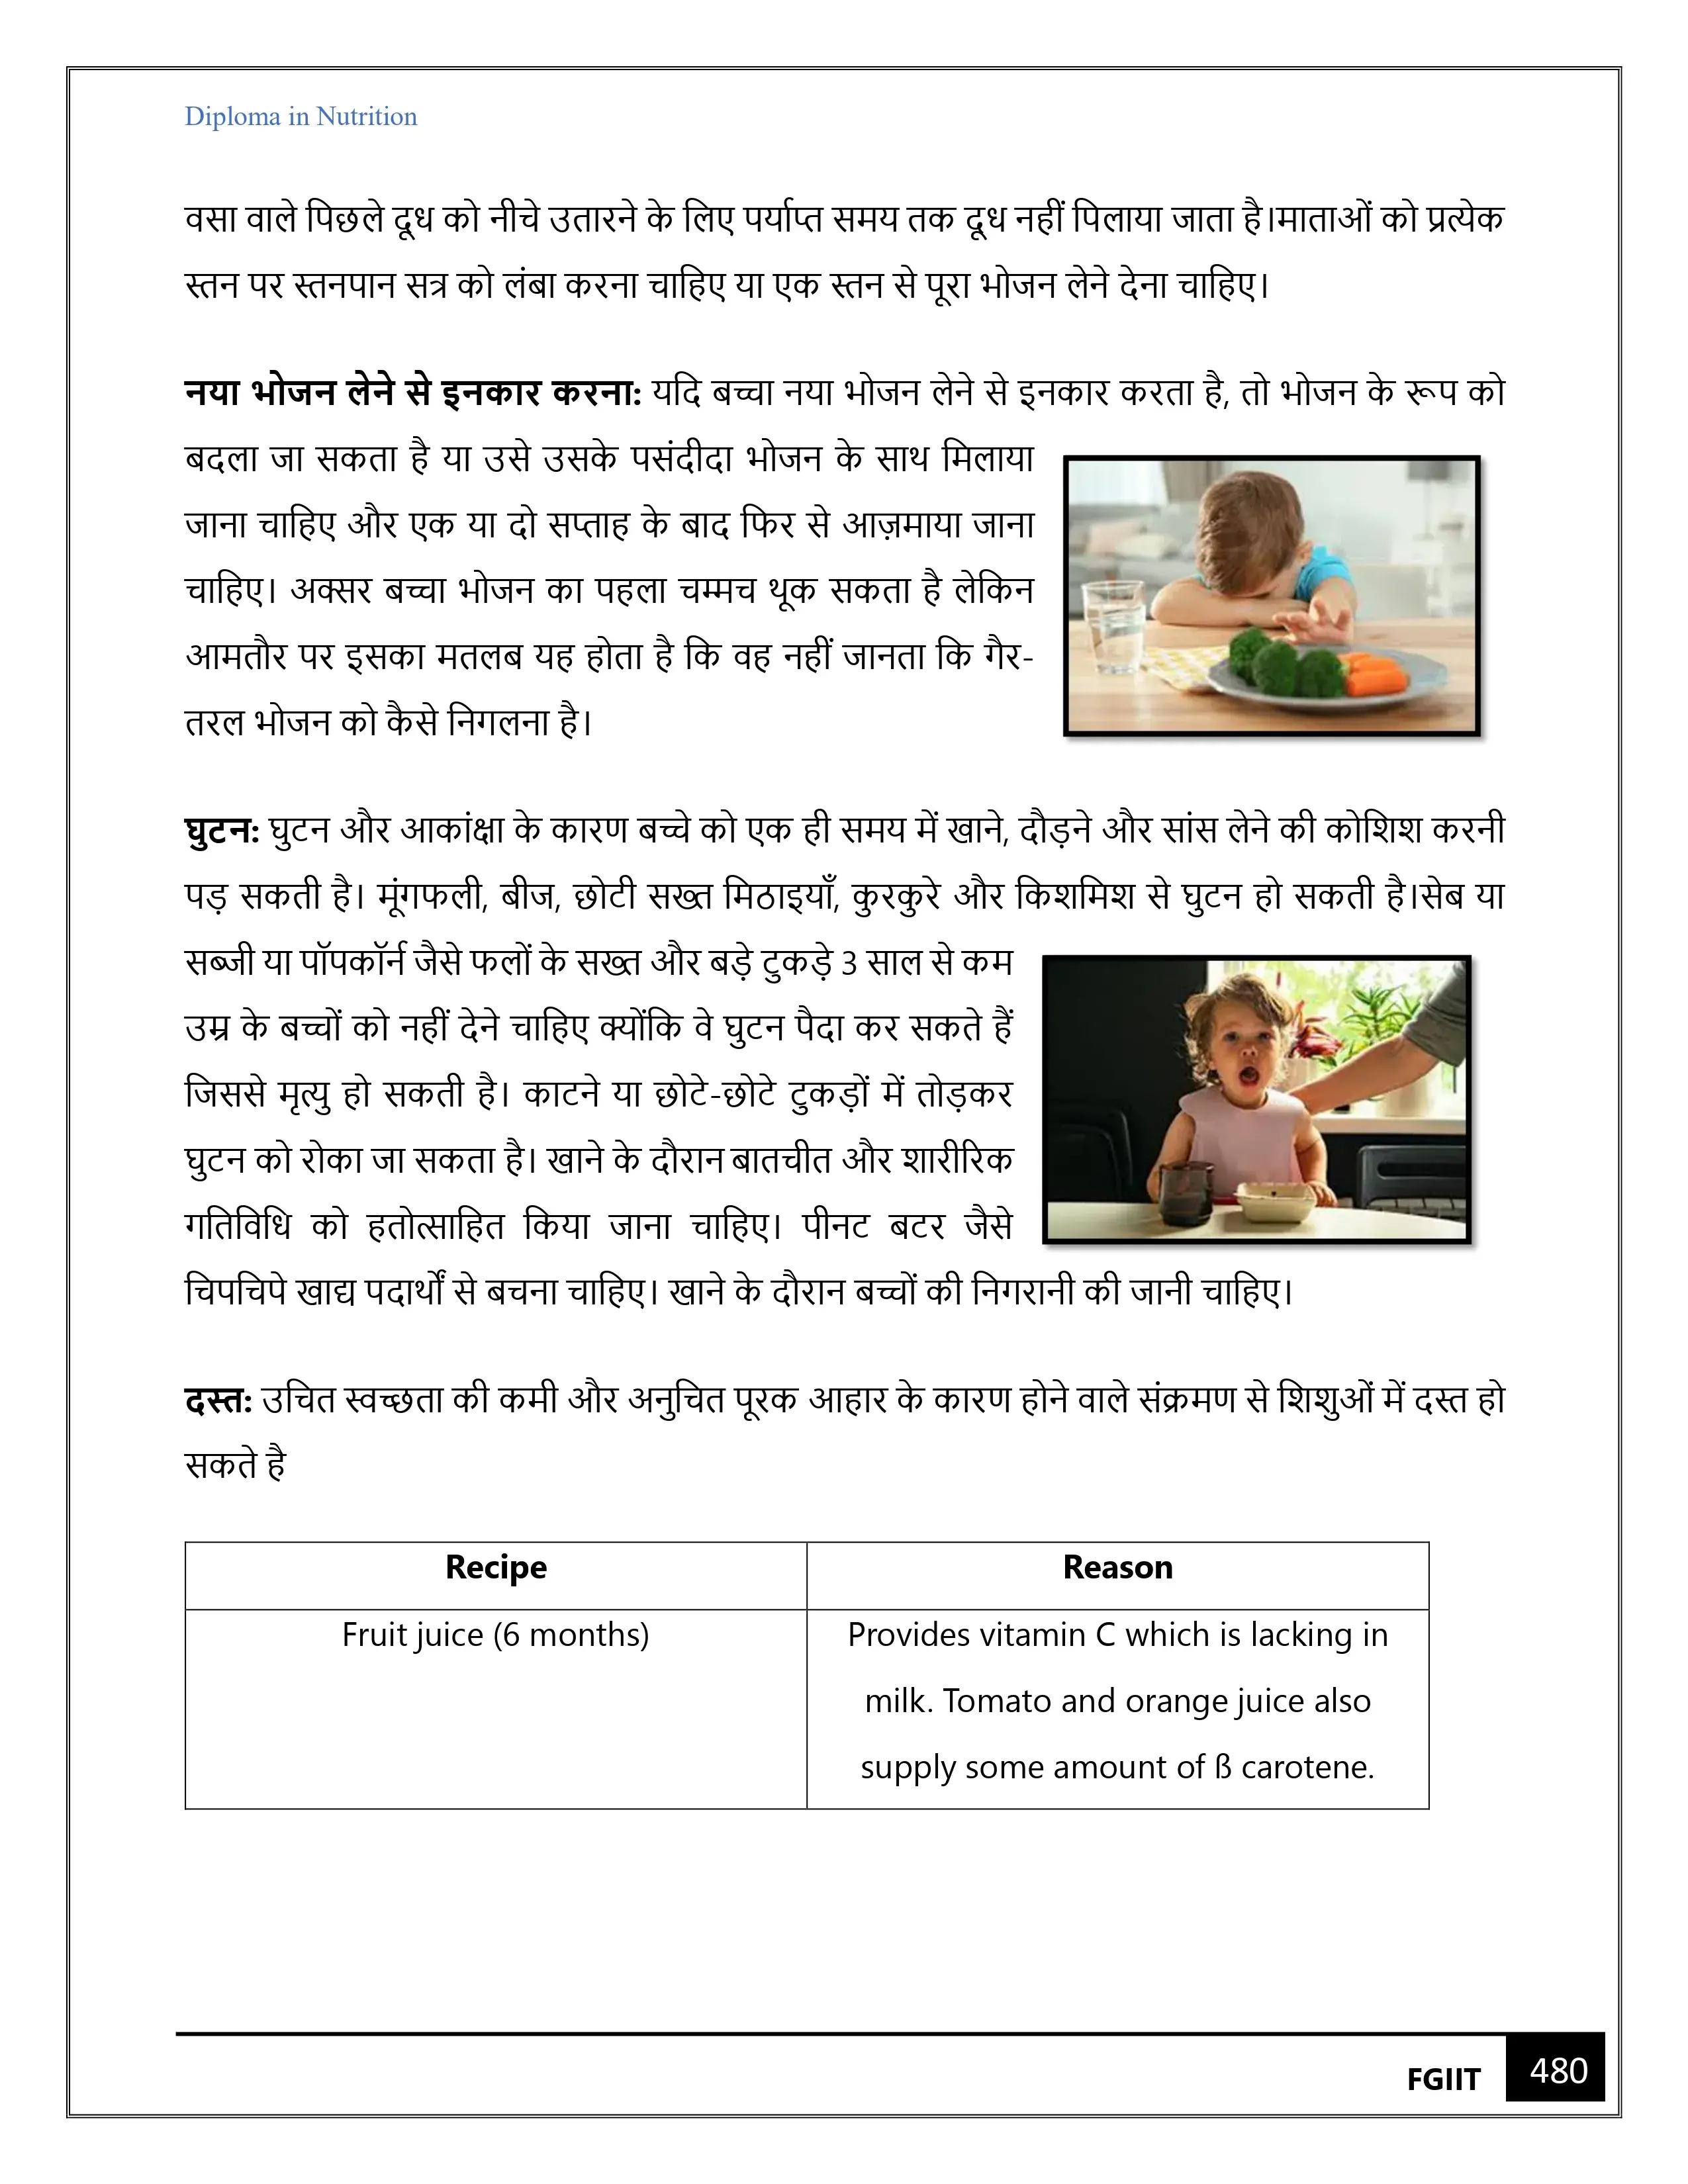 Diploma in Nutrition
वसा वाले पिछले दूध को नीचे उतारने के लिए पर्याप्त समय तक दूध नहीं पिलाया जाता है।माताओं को प्रत्येक
स्तन पर स्तनपान सत्र को लंबा करना चाहिए या एक स्तन से पूरा भोजन लेने देना चाहिए।
नया भोजन लेने से इनकार करना: यदि बच्चा नया भोजन लेने से इनकार करता है, तो भोजन के रूप को
बदला जा सकता है या उसे उसके पसंदीदा भोजन के साथ मिलाया
जाना चाहिए और एक या दो सप्ताह के बाद फिर से आज़माया जाना
चाहिए। अक्सर बच्चा भोजन का पहला चम्मच थूक सकता है लेकिन
आमतौर पर इसका मतलब यह होता है कि वह नहीं जानता कि गैर-
तरल भोजन को कैसे निगलना है।
घुटन: घुटन और आकांक्षा के कारण बच्चे को एक ही समय में खाने, दौड़ने और सांस लेने की कोशिश करनी
पड़ सकती है। मूंगफली, बीज, छोटी सख्त मिठाइयाँ, कुरकुरे और किशमिश से घुटन हो सकती है।सेब या
सब्जी या पॉपकॉर्न जैसे फलों के सख्त और बड़े टुकड़े 3 साल से कम
उम्र के बच्चों को नहीं देने चाहिए क्योंकि वे घुटन पैदा कर सकते हैं
जिससे मृत्यु हो सकती है। काटने या छोटे-छोटे टुकड़ों में तोड़कर
घुटन को रोका जा सकता है। खाने के दौरान बातचीत और शारीरिक
गतिविधि को हतोत्साहित किया जाना चाहिए। पीनट बटर जैसे
चिपचिपे खाद्य पदार्थों से बचना चाहिए। खाने के दौरान बच्चों की निगरानी की जानी चाहिए।
दस्त: उचित स्वच्छता की कमी और अनुचित पूरक आहार के कारण होने वाले संक्रमण से शिशुओं में दस्त हो
सकते है
Recipe
Reason
Fruit juice (6 months)
Provides vitamin C which is lacking in
milk. Tomato and orange juice also
supply some amount of ß carotene.
FGIIT
480